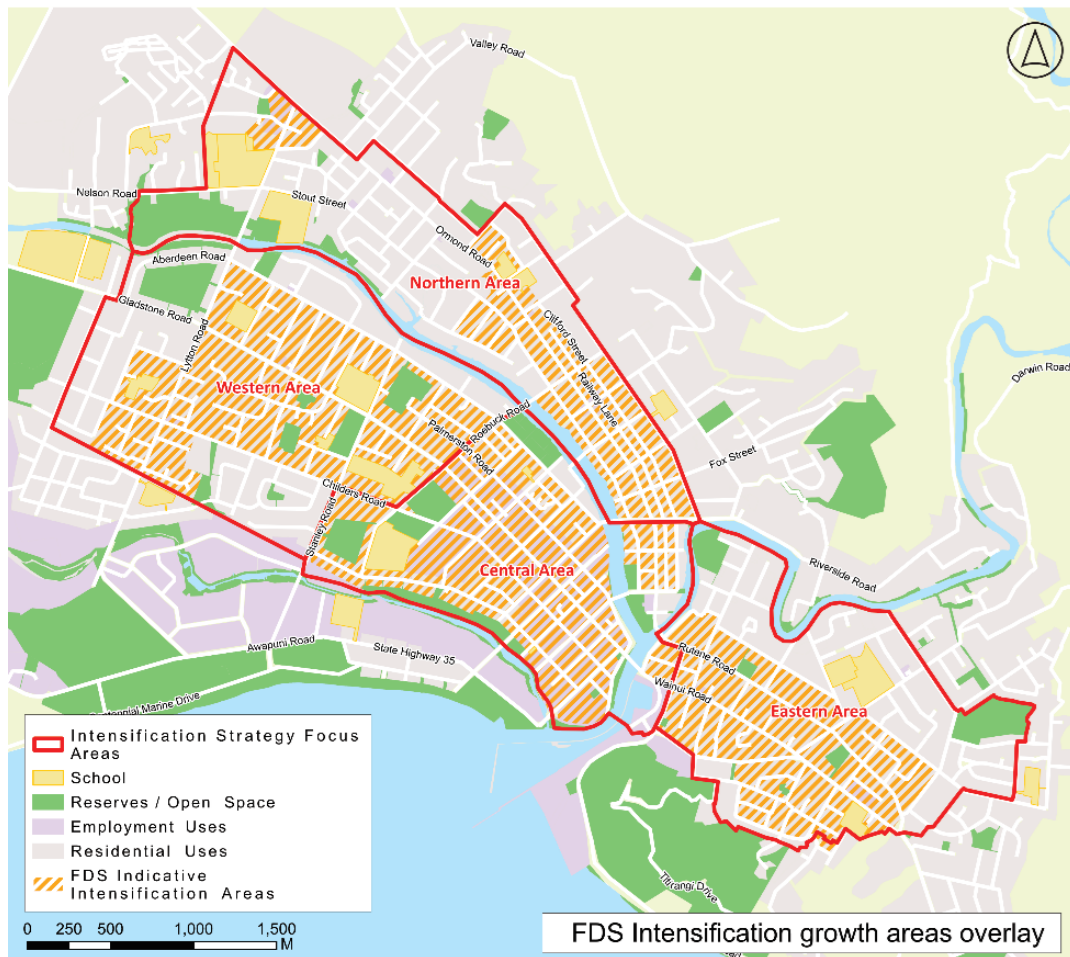 Valley Road
Nelson Road
Stout Street
Ormond Road
Aberdeen Road
Northern Area
Gladstone Road
Lytton Road
Clifford Street
Darwin Road
Western Area
Railway Lane
Roebuck Road
Palmerston Road
Fox Street
Childers Road
Stanley Road
Central Area
Riverside Road
Awapuni Road
State Highway 35
Rutene Road
Wainui Road
Eastern Area
Marine Drive
Titirangi Drive
Intensification Strategy Focus
Areas
School
Reserves / Open Space
Employment Uses
Residential Uses
FDS Indicative
Intensification Areas
0 250 500 1,000 1,500
M
FDS Intensification growth areas overlay